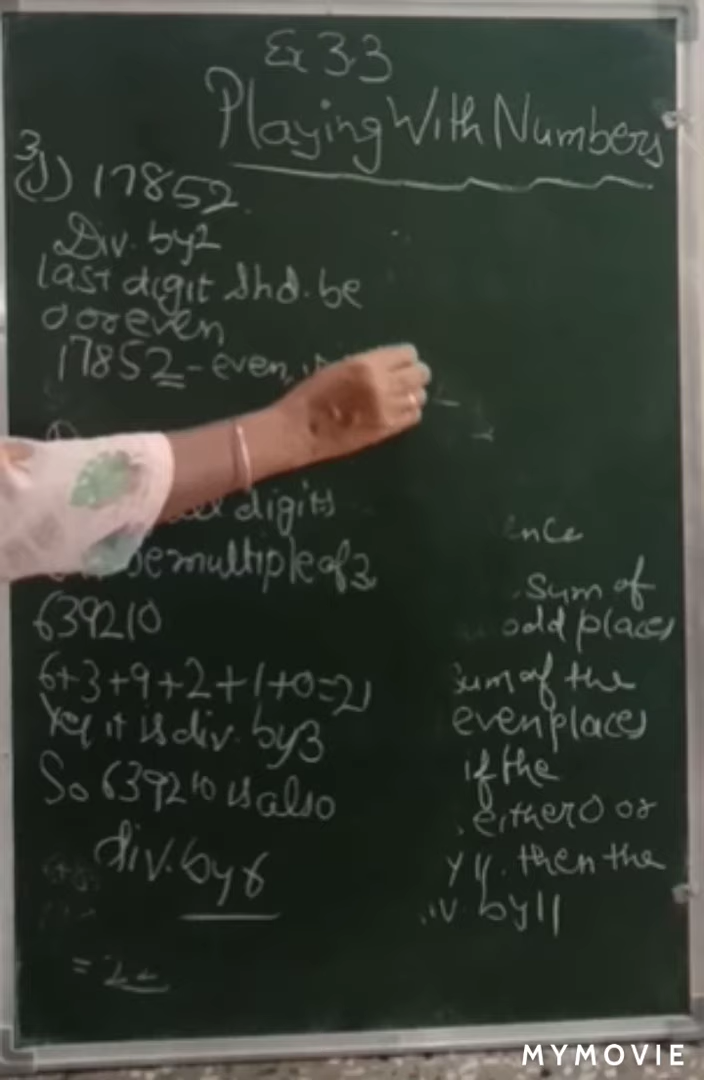 Ex 3.3
Playing With Numbers
3
(J) 17852
Div. by 2
last digit shd. be
0 or even
17852 - even,
digits
be multiple of 3
639210
6+3+9+2+1+0=21
Yes it is div. by 3
So 639210 is also
div. by 6
= 22
ence
Sum of
odd places
Sum of the
even places
if the
either 0 or
y 11. then the
iv. by 11
MYMOVIE